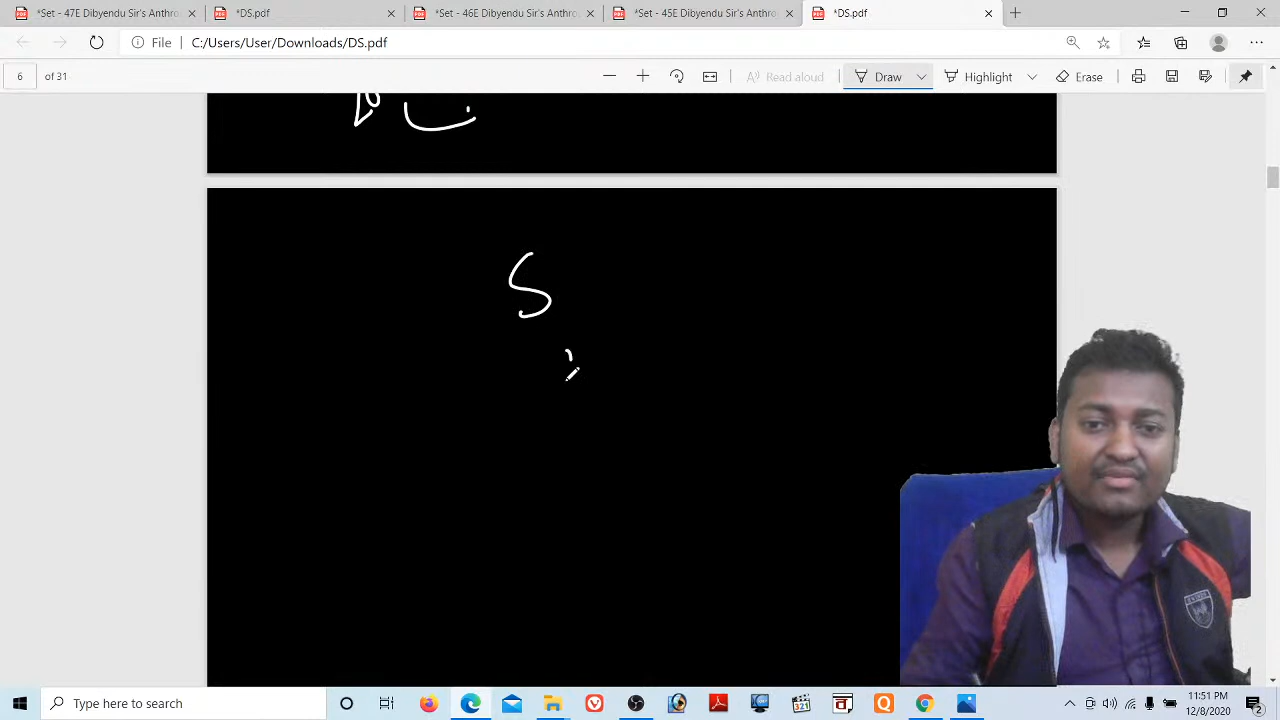 *Set - 47E Dibyendu Sir's Anthro
*DS.pdf
*Set - 46E Dibyendu Sir's Anthro
*Set - 45E Dibyendu Sir's Anthro
*DS.pdf
File
C:/Users/User/Downloads/DS.pdf
6 of 31
Read aloud
Draw
Highlight
Erase
S
Type here to search
11:51 PM
12/8/2020